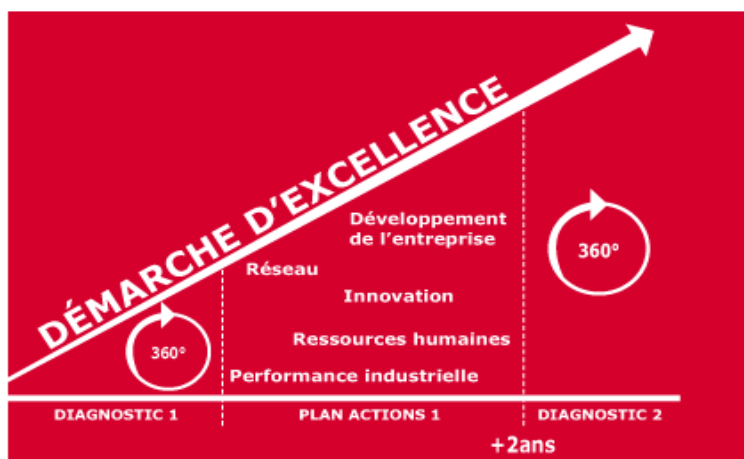 DÉMARCHE D'EXCELLENCE
Développement
de l'entreprise
360°
Réseau
Innovation
Ressources humaines
360°
Performance industrielle
DIAGNOSTIC 1
PLAN ACTIONS 1
DIAGNOSTIC 2
+2ans